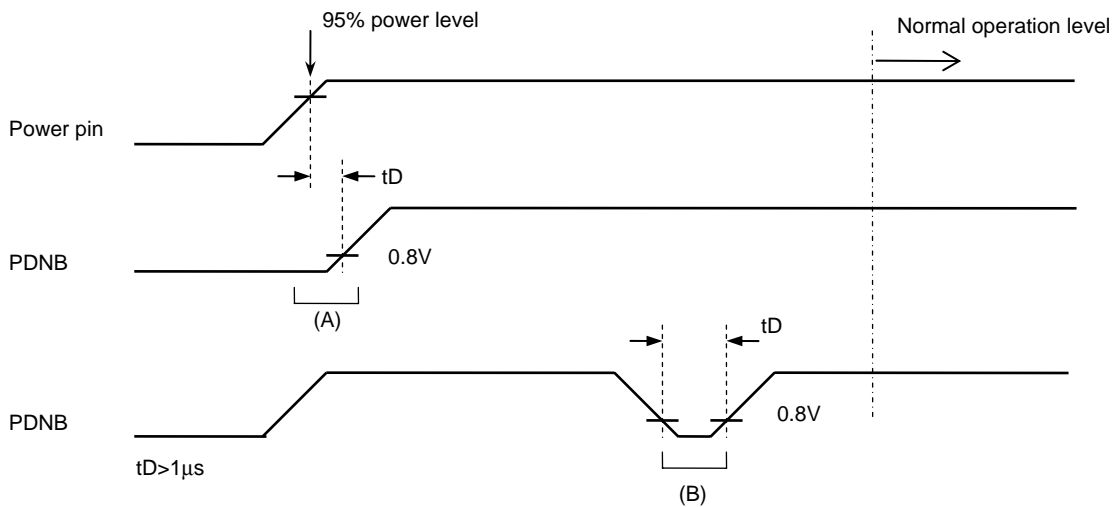 95% power level
Normal operation level
Power pin
tD
PDNB
0.8V
(A)
tD
PDNB
0.8V
tD>1μs
(B)